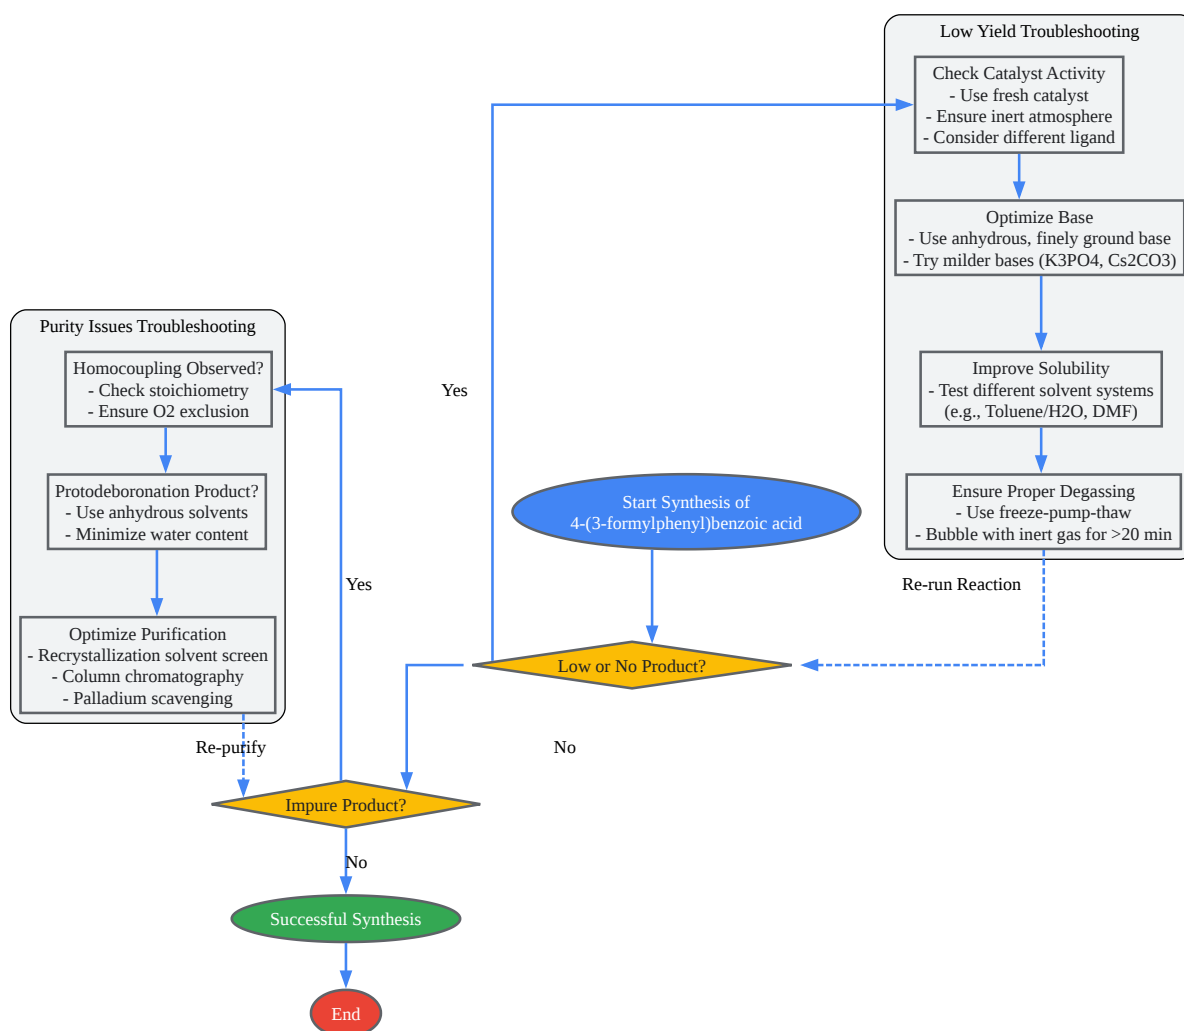 Low Yield Troubleshooting
Check Catalyst Activity
- Use fresh catalyst
- Ensure inert atmosphere
- Consider different ligand
Optimize Base
- Use anhydrous, finely ground base
- Try milder bases (K3PO4, Cs2CO3)
Improve Solubility
- Test different solvent systems
(e.g., Toluene/H2O, DMF)
Ensure Proper Degassing
- Use freeze-pump-thaw
- Bubble with inert gas for >20 min
Purity Issues Troubleshooting
Homocoupling Observed?
- Check stoichiometry
- Ensure O2 exclusion
Protodeboronation Product?
- Use anhydrous solvents
- Minimize water content
Optimize Purification
- Recrystallization solvent screen
- Column chromatography
- Palladium scavenging
Yes
Start Synthesis of
4-(3-formylphenyl)benzoic acid
Yes
Re-run Reaction
Low or No Product?
Re-purify
No
Impure Product?
No
Successful Synthesis
End